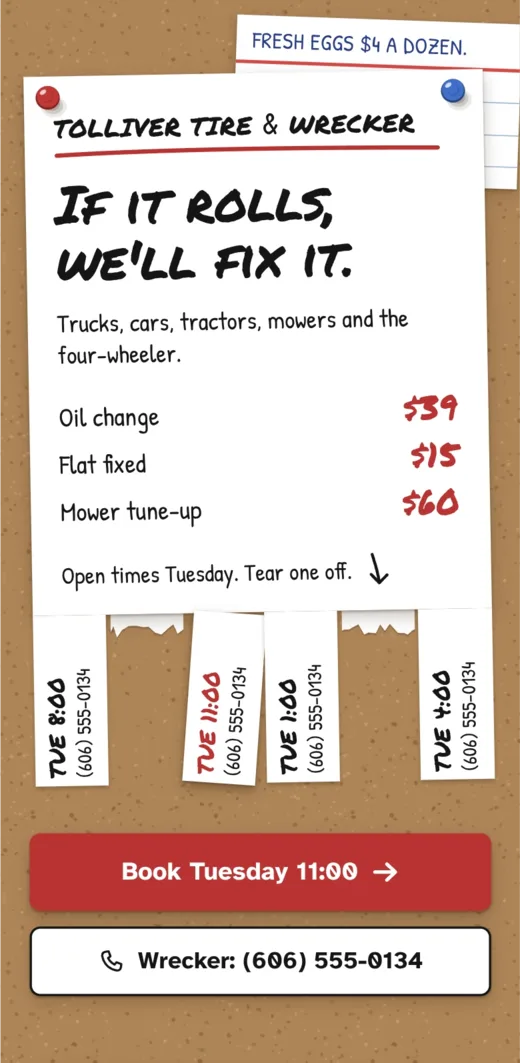 FRESH EGGS $4 A DOZEN.
TOLLIVER TIRE & WRECKER
IF IT ROLLS,
WE'LL FIX IT.
Trucks, cars, tractors, mowers and the
four-wheeler.
Oil change $39
Flat fixed $15
Mower tune-up $60
Open times Tuesday. Tear one off.
TUE 8:00
(606) 555-0134
TUE 11:00
(606) 555-0134
TUE 1:00
(606) 555-0134
TUE 4:00
(606) 555-0134
Book Tuesday 11:00 →
Wrecker: (606) 555-0134